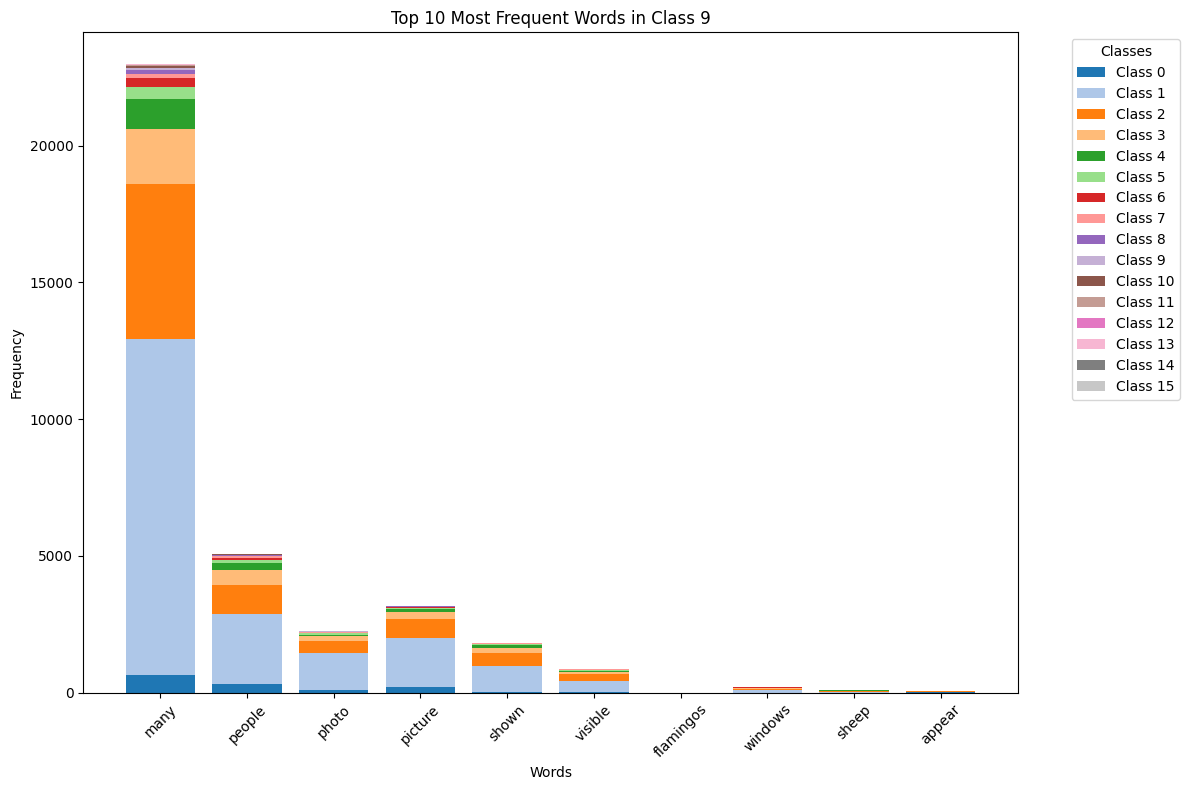 Top 10 Most Frequent Words in Class 9
Classes
Class 0
Class 1
Class 2
Class 3
Class 4
Class 5
Class 6
Class 7
Class 8
Class 9
Class 10
Class 11
Class 12
Class 13
Class 14
Class 15
Frequency
20000
15000
10000
5000
0
many
people
photo
picture
shown
visible
flamingos
windows
sheep
appear
Words